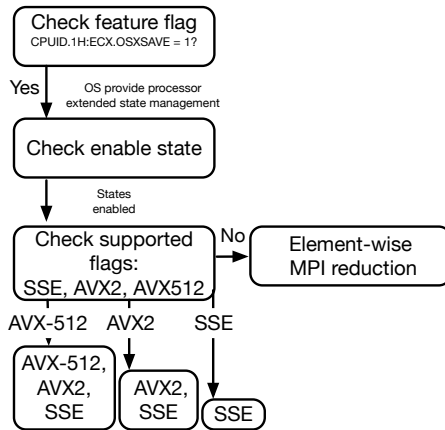 Check feature flag
CPUID.1H:ECX.OSXSAVE = 1?
Yes
OS provide processor
extended state management
Check enable state
States
enabled
Check supported
flags:
SSE, AVX2, AVX512
No
Element-wise
MPI reduction
AVX-512
AVX2
SSE
AVX-512,
AVX2,
SSE
AVX2,
SSE
SSE